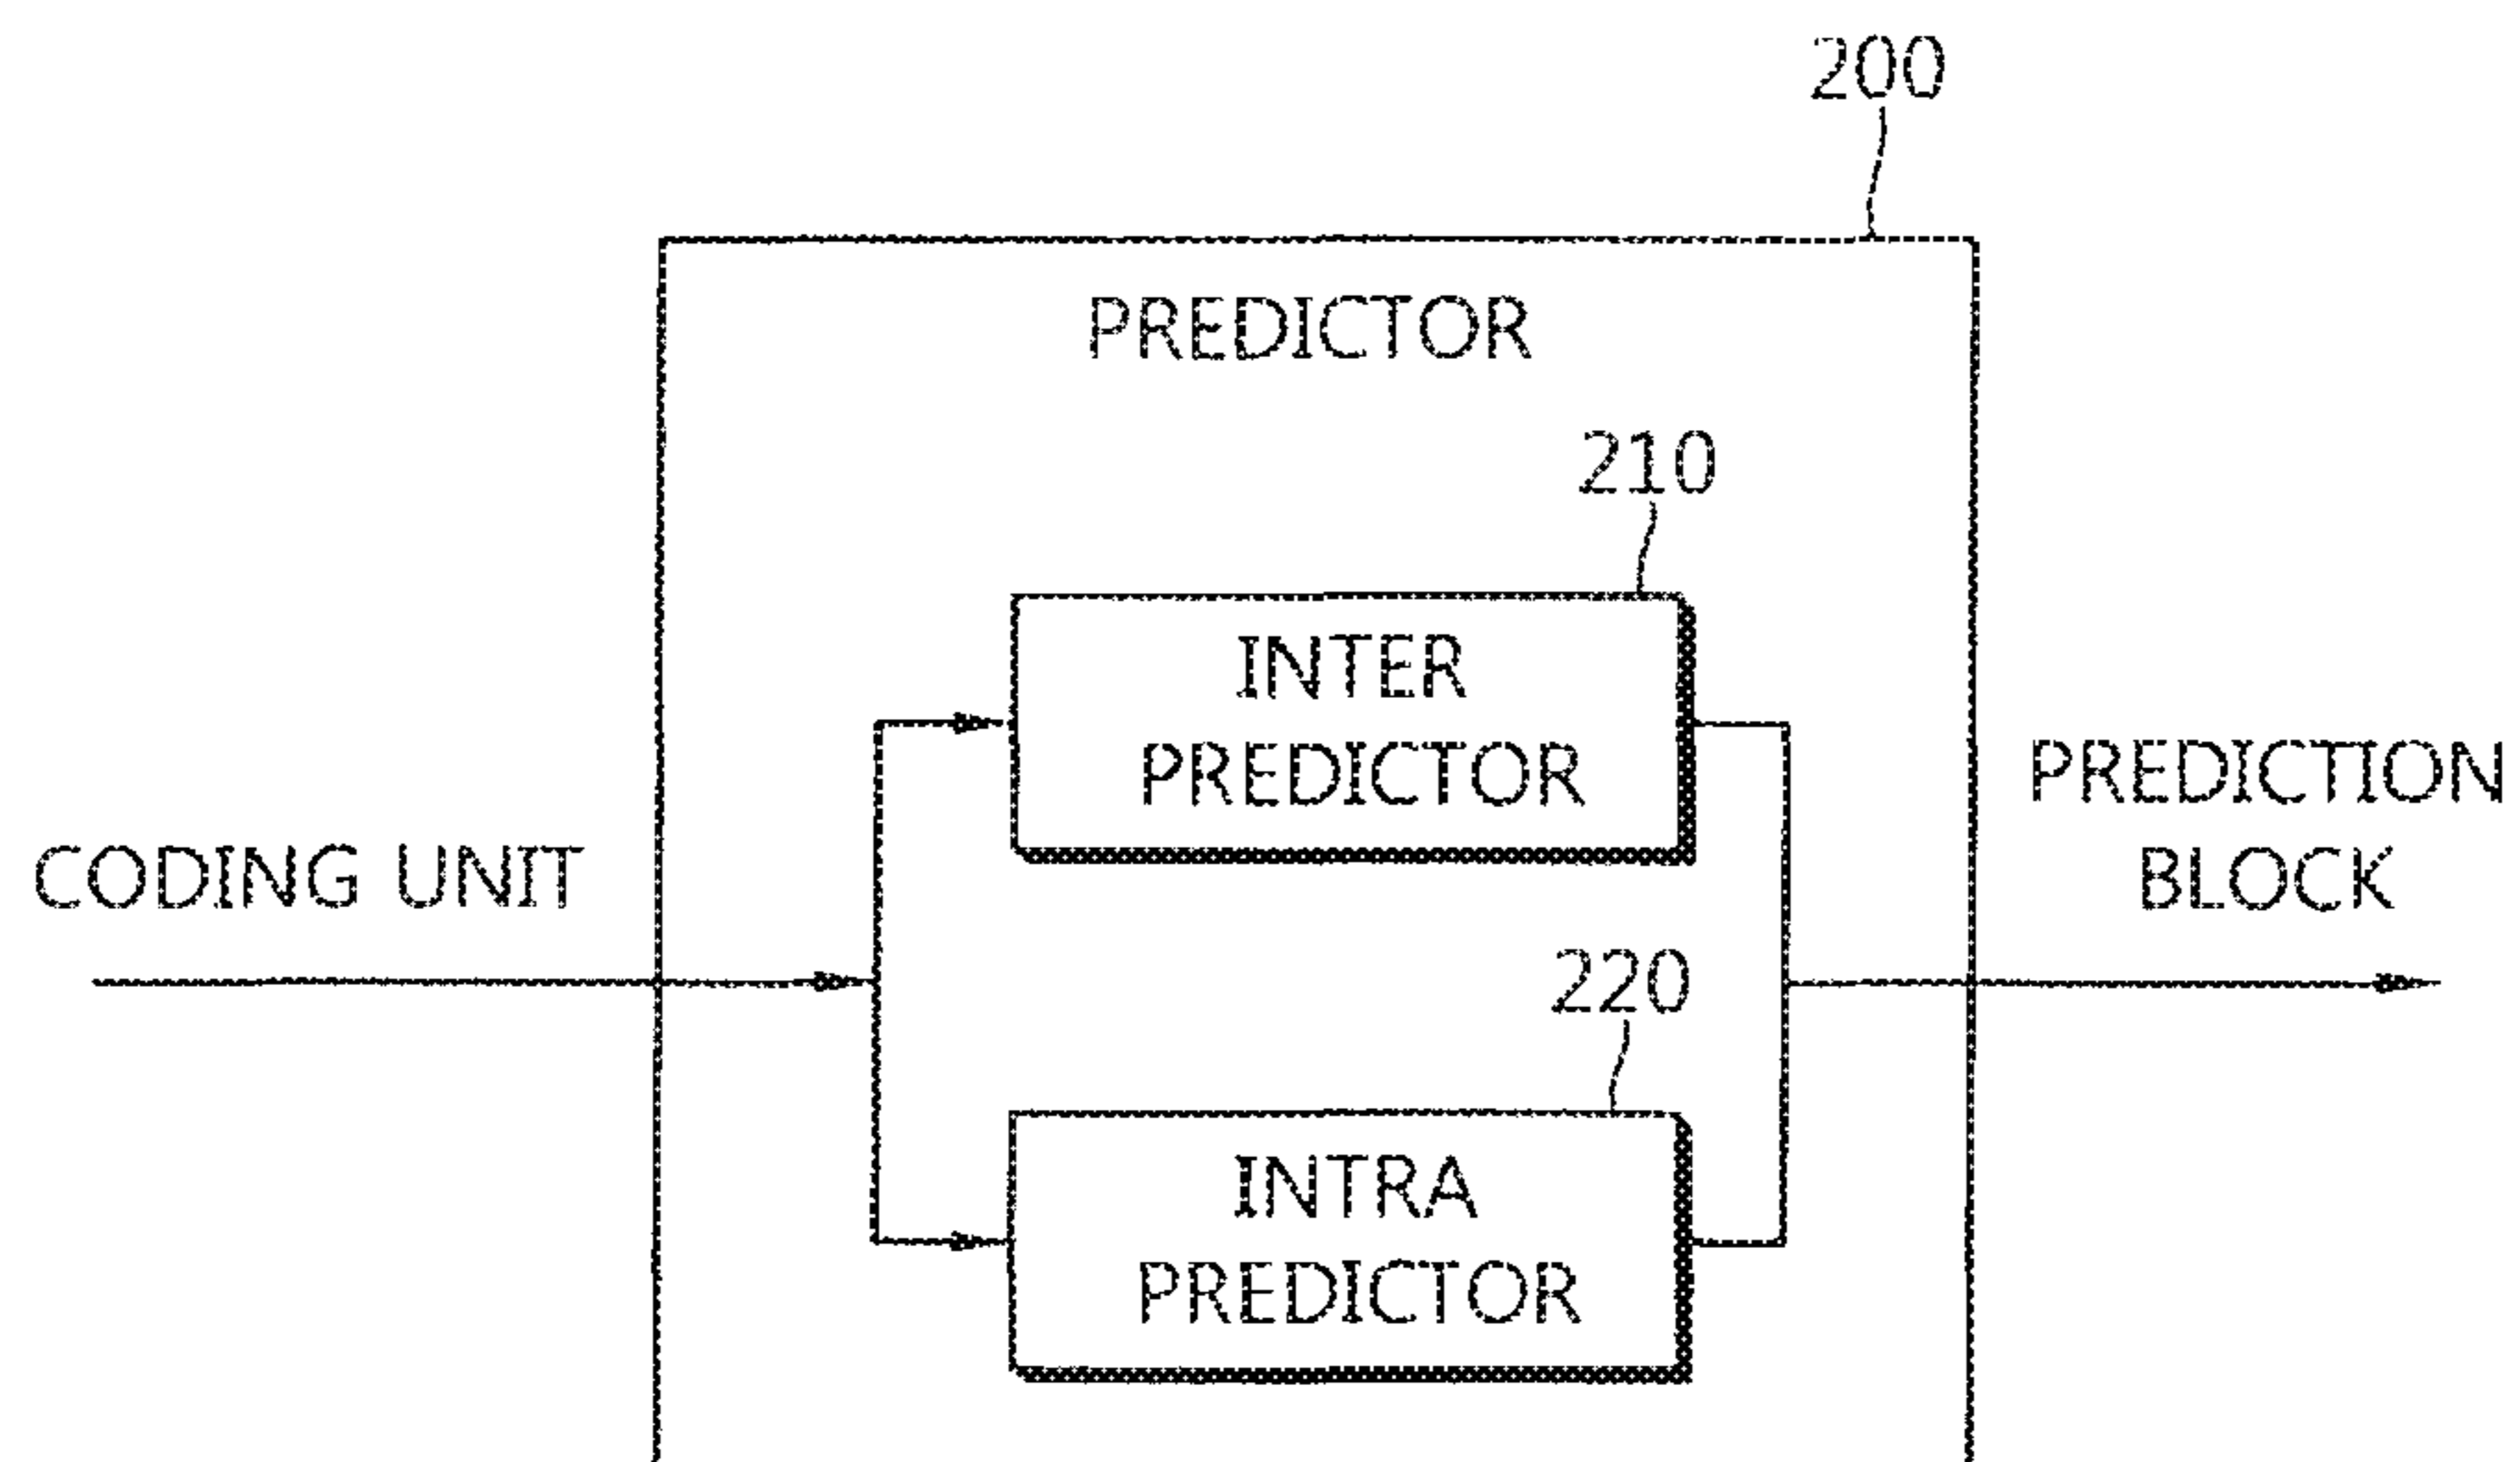 200
PREDICTOR
210
INTER
PREDICTOR
CODING UNIT
PREDICTION
BLOCK
220
INTRA
PREDICTOR